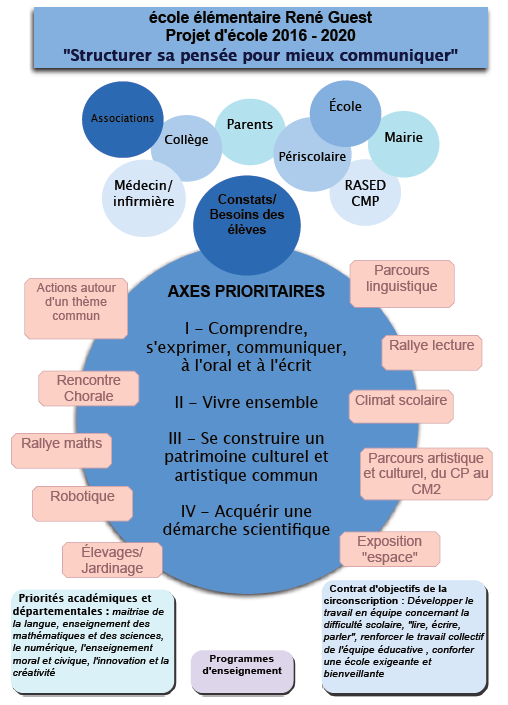 école élémentaire René Guest
Projet d'école 2016 - 2020
"Structurer sa pensée pour mieux communiquer"
Associations
Collège
Parents
École
Périscolaire
Mairie
Médecin/
infirmière
RASED
CMP
Constats/
Besoins des
élèves
AXES PRIORITAIRES
I - Comprendre,
s'exprimer, communiquer,
à l'oral et à l'écrit
II - Vivre ensemble
III - Se construire un
patrimoine culturel et
artistique commun
IV - Acquérir une
démarche scientifique
Actions autour
d'un thème
commun
Rencontre
Chorale
Rallye maths
Robotique
Élevages/
Jardinage
Parcours
linguistique
Rallye lecture
Climat scolaire
Parcours artistique
et culturel, du CP au
CM2
Exposition
"espace"
Priorités académiques et
départementales : maitrise de
la langue, enseignement des
mathématiques et des sciences,
le numérique, l'enseignement
moral et civique, l'innovation et la
créativité
Programmes
d'enseignement
Contrat d'objectifs de la
circonscription : Développer le
travail en équipe concernant la
difficulté scolaire, "lire, écrire,
parler", renforcer le travail collectif
de l'équipe éducative , conforter
une école exigeante et
bienveillante